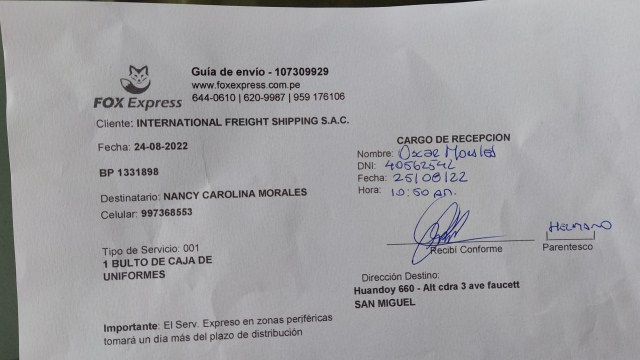 FOX Express
Guía de envío - 107309929
www.foxexpress.com.pe
644-0610 | 620-9987 | 959 176106
Cliente: INTERNATIONAL FREIGHT SHIPPING S.A.C.
Fecha: 24-08-2022
BP 1331898
Destinatario: NANCY CAROLINA MORALES
Celular: 997368553
Tipo de Servicio: 001
1 BULTO DE CAJA DE
UNIFORMES
Importante: El Serv. Expreso en zonas periféricas
tomará un día más del plazo de distribución
CARGO DE RECEPCION
Nombre: Oscar Morales
DNI: 40562542
Fecha: 25/08/22
Hora: 10:50 am.
Recibí Conforme
HERMANO
Parentesco
Dirección Destino:
Huandoy 660 - Alt cdra 3 ave faucett
SAN MIGUEL